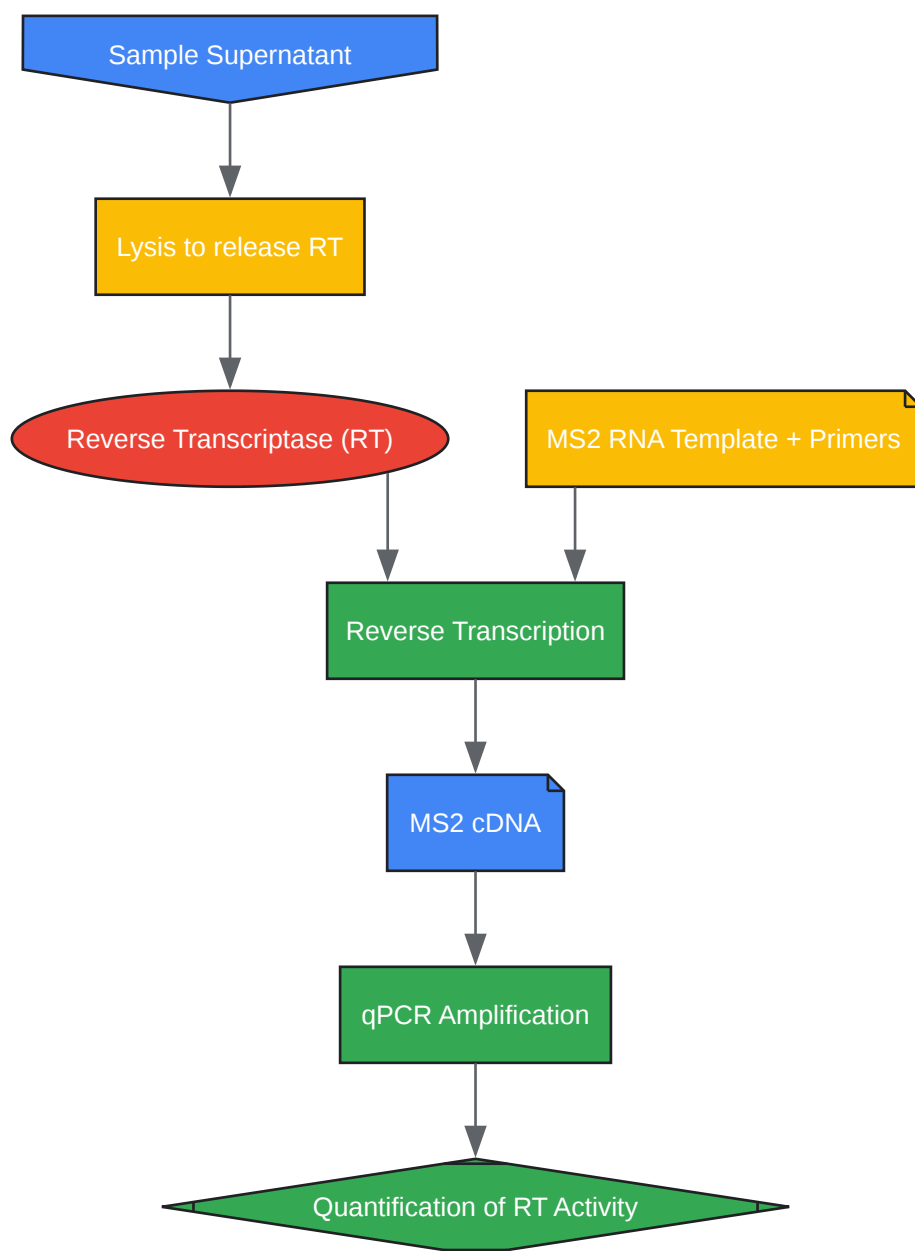 Sample Supernatant
Lysis to release RT
Reverse Transcriptase (RT)
MS2 RNA Template + Primers
Reverse Transcription
MS2 cDNA
qPCR Amplification
Quantification of RT Activity